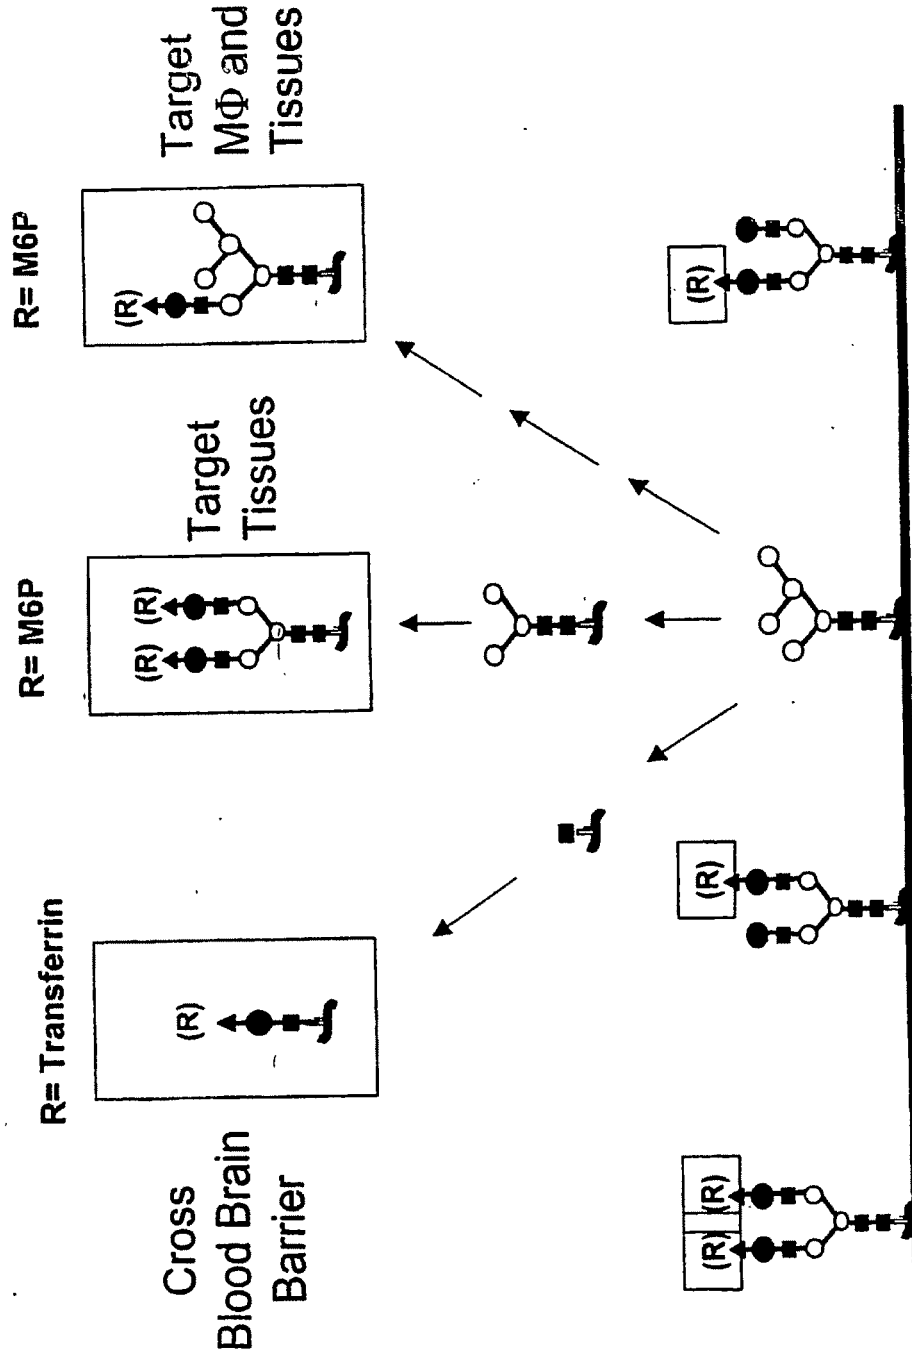 R= Transferrin
R= M6P
R= M6P
Cross
Blood Brain
Barrier
(R)
(R) (R)
Target
Tissues
(R)
Target
MΦ and
Tissues
(R) (R)
(R)
(R)